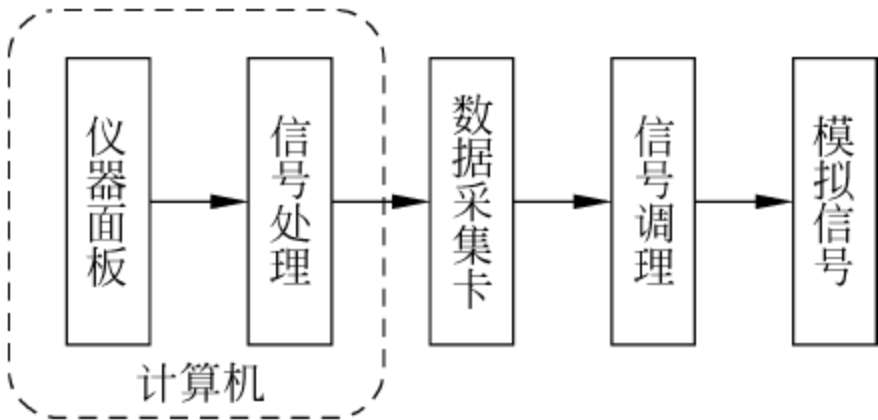 仪器面板
信号处理
数据采集卡
信号调理
模拟信号
计算机